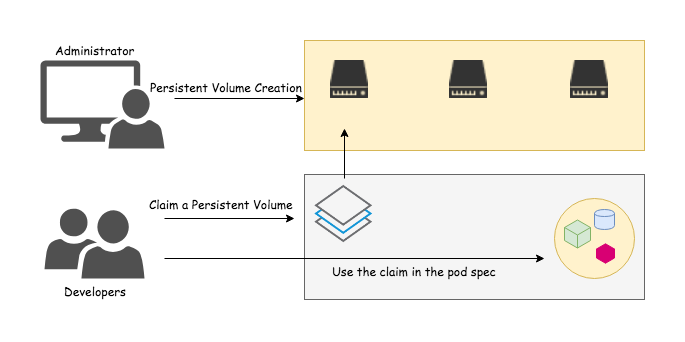 Administrator
Persistent Volume Creation
Claim a Persistent Volume
Use the claim in the pod spec
Developers